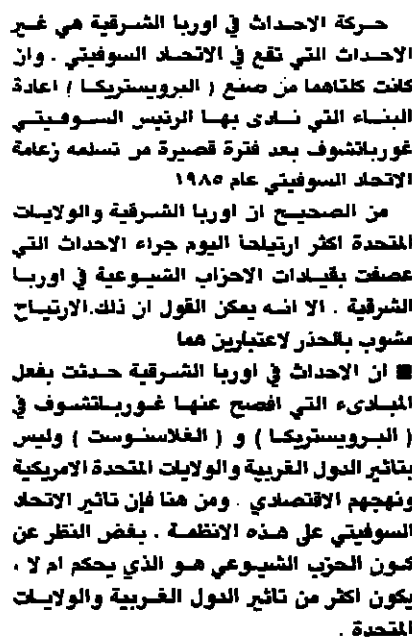 حركة الاحداث في اوربا الشرقية هي غير
الاحداث التي تقع في الاتحاد السوفيتي . وان
كانت كلتاهما من صنع ( البرويستريكا ) اعادة
البناء التي نادى بها الرئيس السوفيتي
غورباتشوف بعد فترة قصيرة من تسلمه زعامة
الاتحاد السوفيتي عام ١٩٨٥
من الصحيح ان اوربا الشرقية والولايات
المتحدة اكثر ارتيلحاً اليوم جراء الاحداث التي
عصفت بقيادات الاحزاب الشيوعية في اوربا
الشرقية . الا انه يمكن القول ان ذلك.الارتياح
مشوب بالحذر لاعتبارين هما
■ ان الاحداث في اوربا الشرقية حدثت بفعل
المبادىء التي افصح عنها غورباتشوف في
( البرويستريكا ) و ( الغلاسنوست ) وليس
بتاثير الدول الغربية والولايات المتحدة الامريكية
ونهجهم الاقتصادي . ومن هنا فإن تاثير الاتحاد
السوفيتي على هذه الانظمة . بغض النظر عن
كون الحزب الشيوعي هو الذي يحكم ام لا ،
يكون اكثر من تاثير الدول الغربية والولايات
المتحدة .